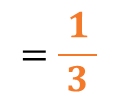 = 1/3